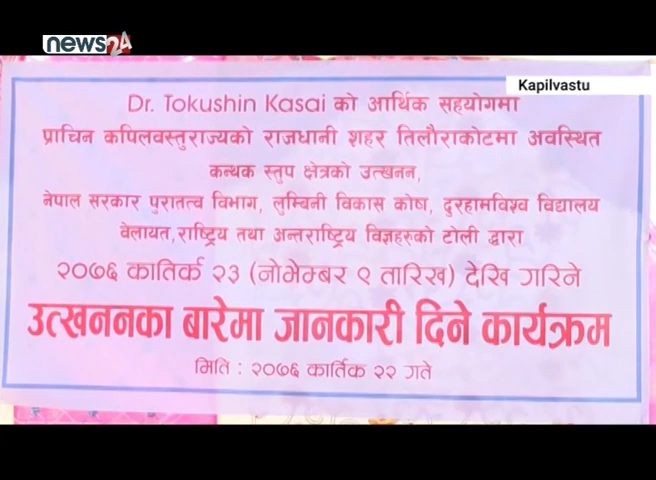 news24
Kapilvastu
Dr. Tokushin Kasai को आर्थिक सहयोगमा
प्राचिन कपिलवस्तुराज्यको राजधानी शहर तिलौराकोटमा अवस्थित
कन्थक स्तुप क्षेत्रको उत्खनन,
नेपाल सरकार पुरातत्व विभाग, लुम्बिनी विकास कोष, दुरहामविश्व विद्यालय
वेलायत,राष्ट्रिय तथा अन्तराष्ट्रिय विज्ञहरुको टोली द्वारा
२०७६ कातिर्क २३ (नोभेम्बर ९ तारिख) देखि गरिने
उत्खननका बारेमा जानकारी दिने कार्यक्रम
मिति : २०७६ कार्तिक २२ गते